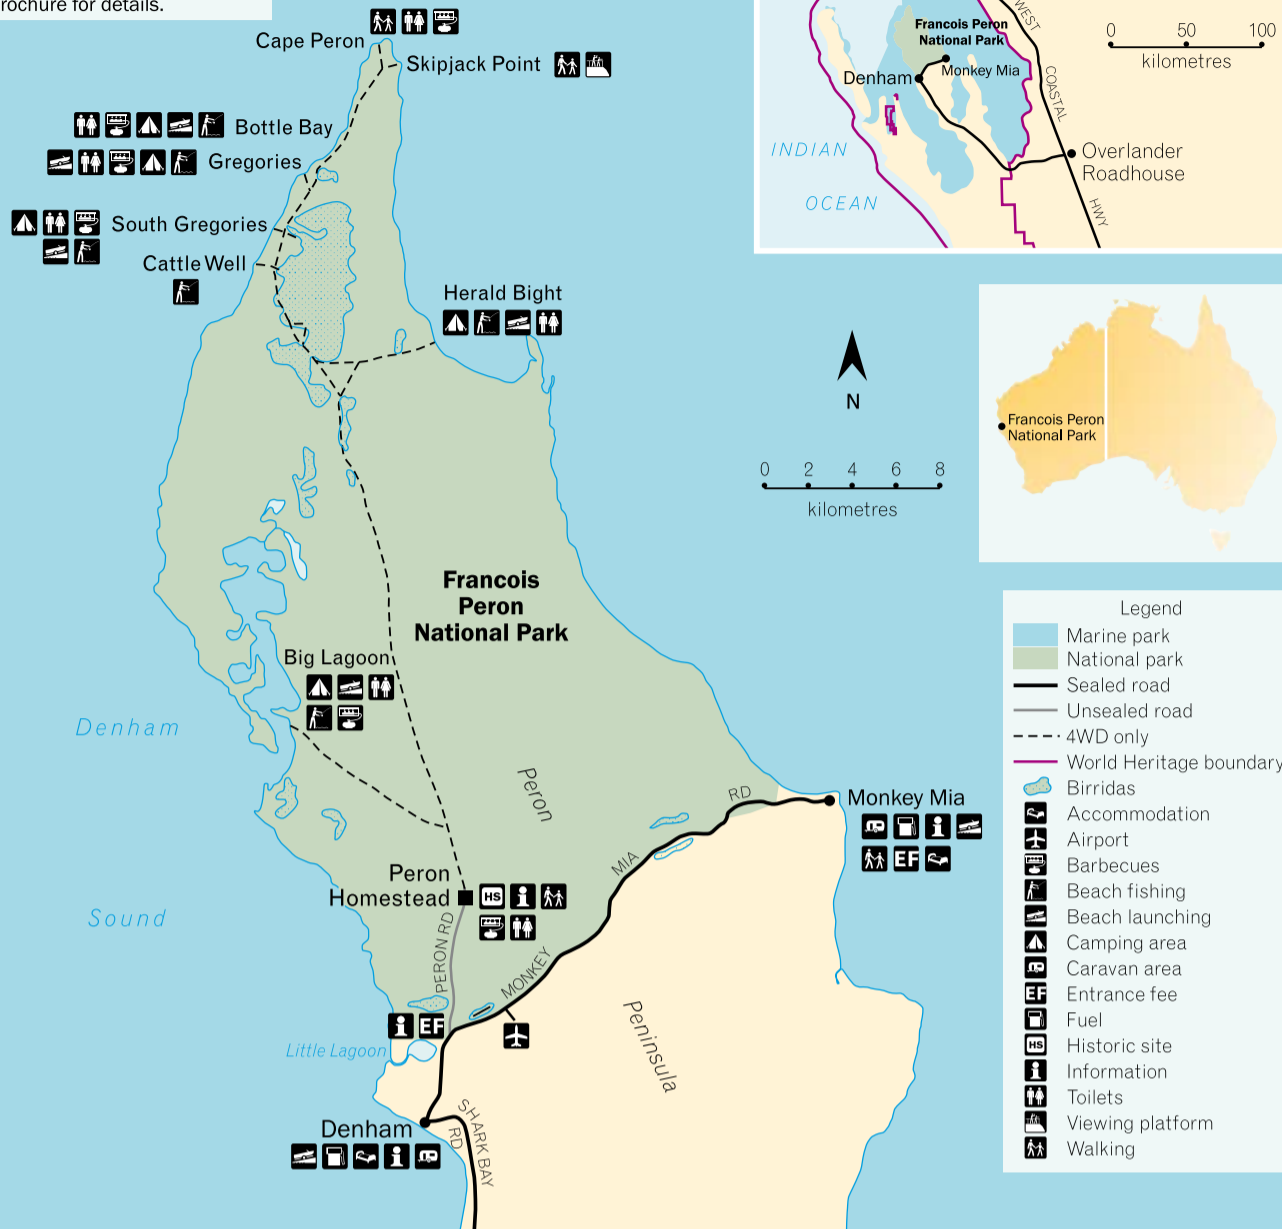 rochure for details.
Cape Peron
Skipjack Point
Bottle Bay
Gregories
South Gregories
Cattle Well
Herald Bight
Francois
Peron
National Park
Big Lagoon
Denham
Sound
Peron
Peninsula
Peron
Homestead
HS
PERON RD
MONKEY
MIA
RD
Monkey Mia
EF
EF
Little Lagoon
Denham
SHARK BAY
RD
Francois Peron
National Park
Monkey Mia
Denham
INDIAN
OCEAN
WEST
COASTAL
HWY
Overlander
Roadhouse
0 50 100
kilometres
N
0 2 4 6 8
kilometres
Francois Peron
National Park
Legend
Marine park
National park
Sealed road
Unsealed road
4WD only
World Heritage boundary
Birridas
Accommodation
Airport
Barbecues
Beach fishing
Beach launching
Camping area
Caravan area
EF Entrance fee
Fuel
HS Historic site
Information
Toilets
Viewing platform
Walking